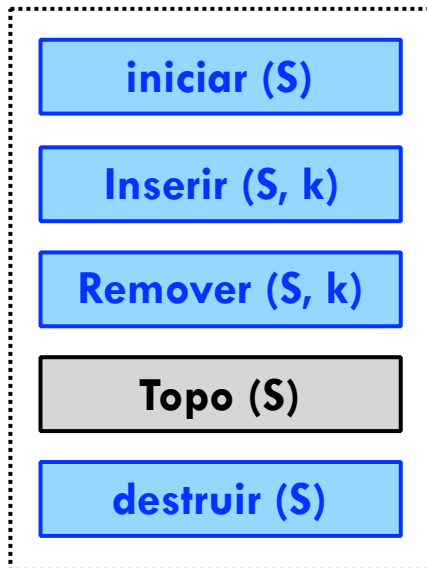 iniciar (S)
Inserir (S, k)
Remover (S, k)
Topo (S)
destruir (S)